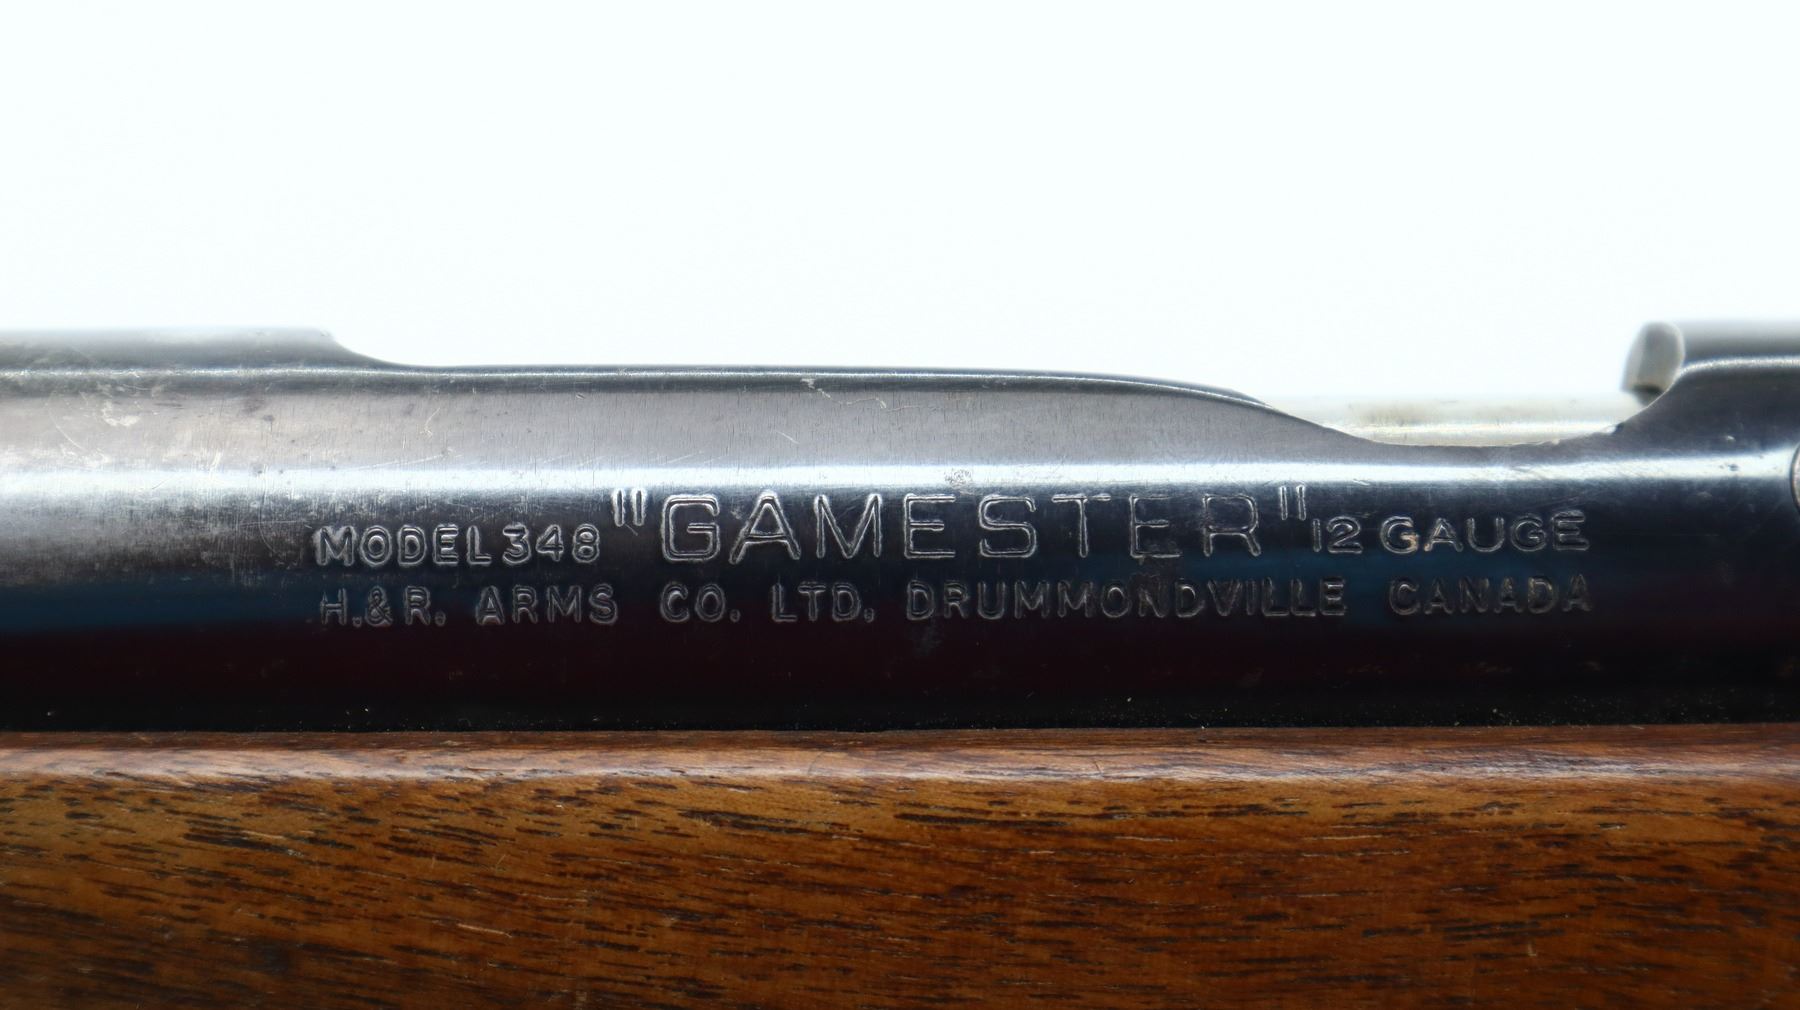 MODEL 348 "GAMESTER" 12 GAUGE
H.&R. ARMS CO. LTD. DRUMMONDVILLE CANADA